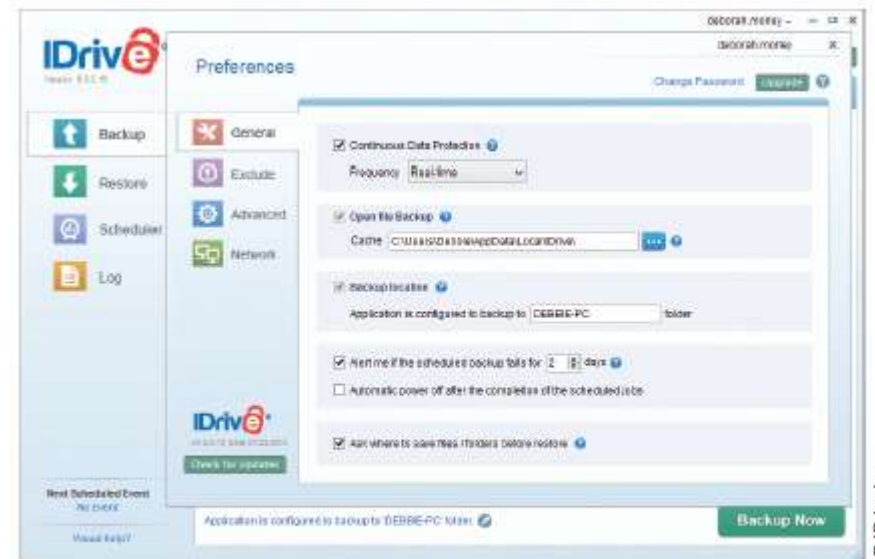 deborah.morley
IDrive
deborah.morley
Preferences
Change Password
Upgrade
Backup
Restore
Scheduler
Log
General
Exclude
Advanced
Network
Continuous Data Protection
Frequency Real-time
Open file Backup
Cache
Backup location
Application is configured to backup to DEBBIE-PC folder
Alert me if the scheduled backup fails for 2 days
Automatic power off after the completion of the scheduled jobs
Ask where to save files / folders before restore
IDrive
Check for Updates
Next Scheduled Event
No Event
Need help?
Application is configured to backup to 'DEBBIE-PC' folder.
Backup Now